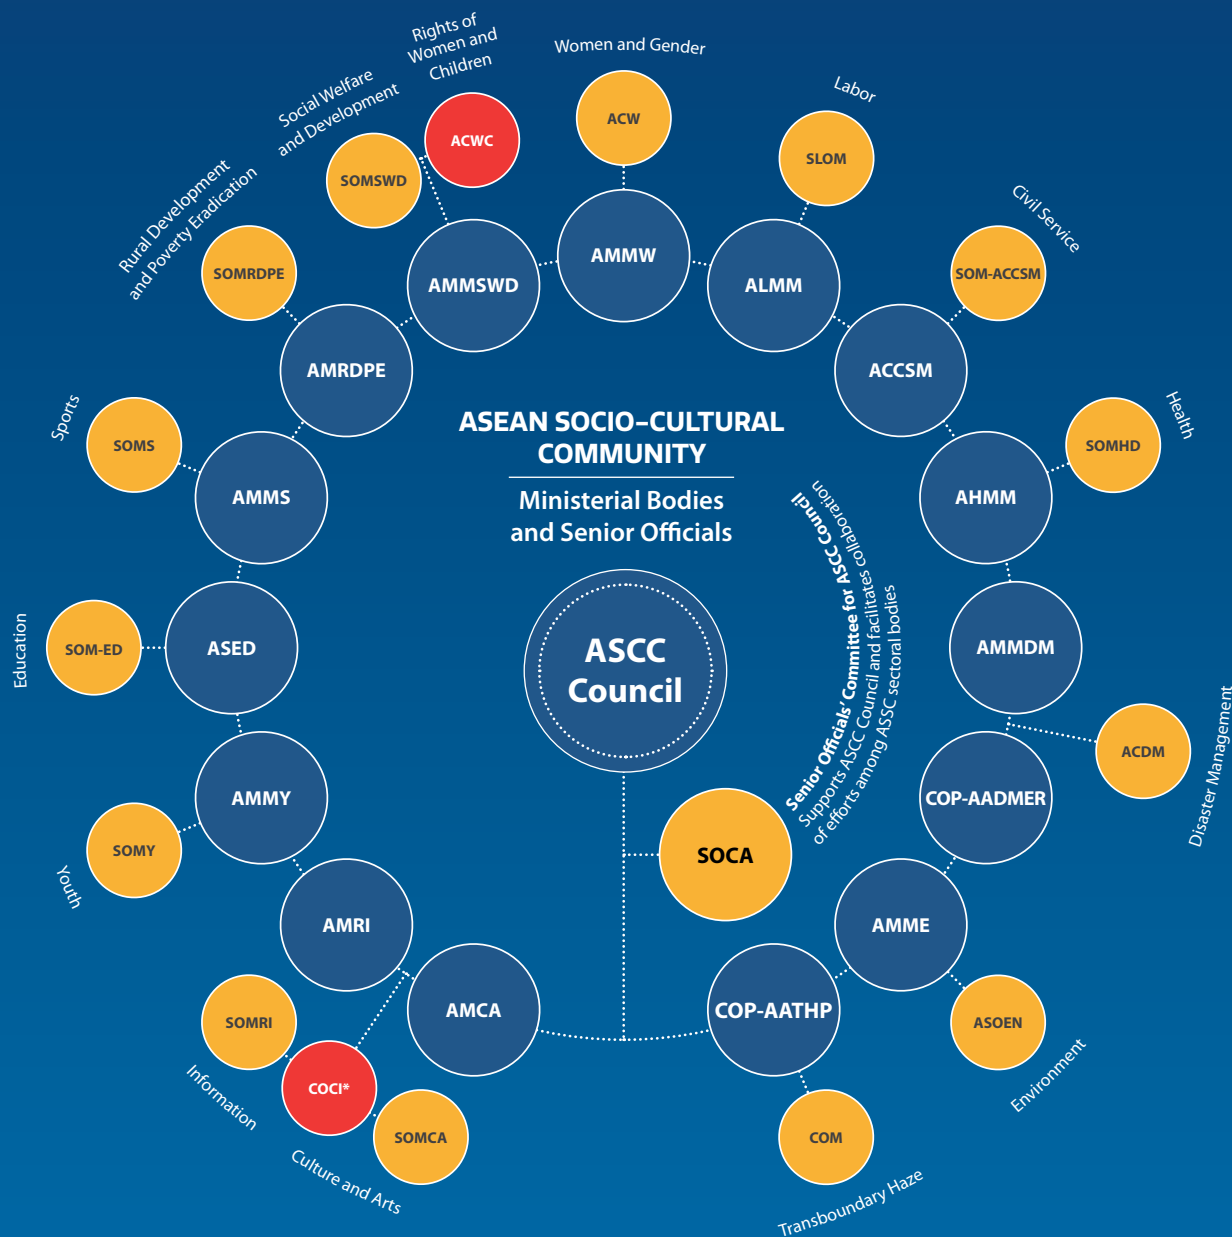 Rights of
Women and
Children
Women and Gender
Labor
Social Welfare
and Development
ACWC
ACW
SLOM
SOMSWD
Civil Service
Rural Development
and Poverty Eradication
SOMRDPE
AMMSWD
AMMW
ALMM
SOM-ACCSM
AMRDPE
ACCSM
Sports
SOMS
ASEAN SOCIO-CULTURAL
COMMUNITY
Ministerial Bodies
and Senior Officials
Health
SOMHD
AMMS
AHMM
Education
SOM-ED
ASED
ASCC
Council
Senior Officials' Committee for ASCC Council
Supports ASCC Council and facilitates collaboration
of efforts among ASSC sectoral bodies
AMMDM
ACDM
Disaster Management
AMMY
COP-AADMER
SOMY
Youth
SOCA
AMRI
AMME
AMCA
COP-AATHP
SOMRI
Information
COCI*
SOMCA
Culture and Arts
ASOEN
Environment
COM
Transboundary Haze